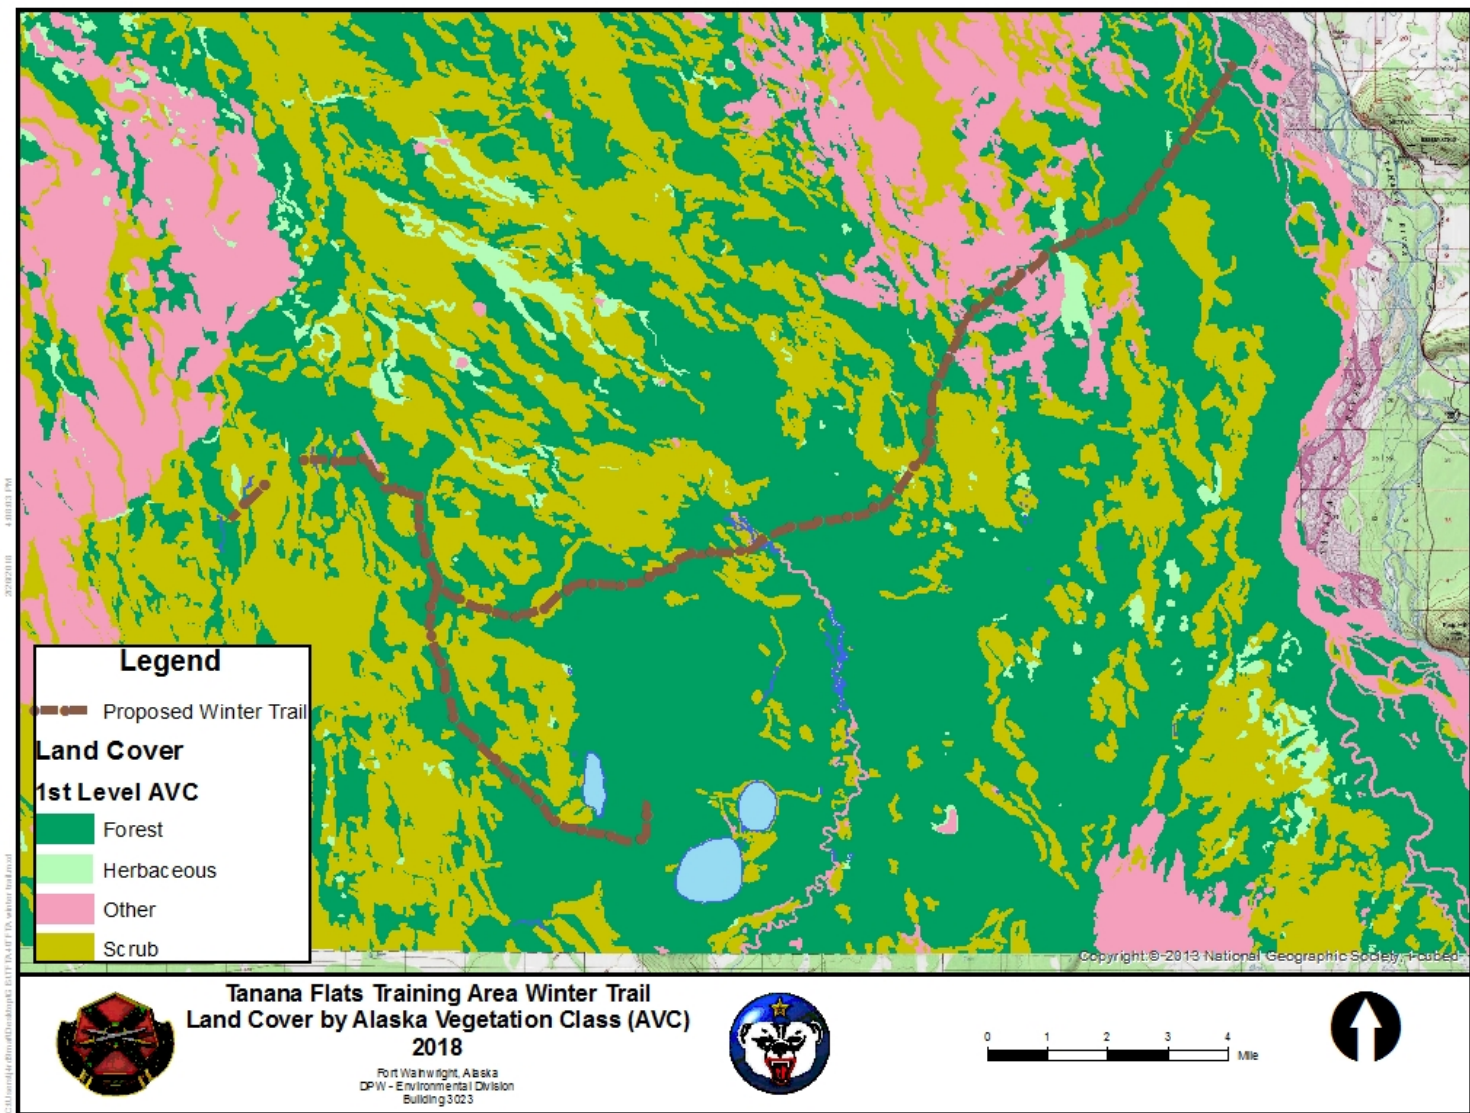 Legend
Proposed Winter Trail
Land Cover
1st Level AVC
Forest
Herbaceous
Other
Scrub
Copyright:© 2013 National Geographic Society, i-cubed
Tanana Flats Training Area Winter Trail
Land Cover by Alaska Vegetation Class (AVC)
2018
Fort Wainwright, Alaska
DPW - Environmental Division
Building 3023
0 1 2 3 4
Mile